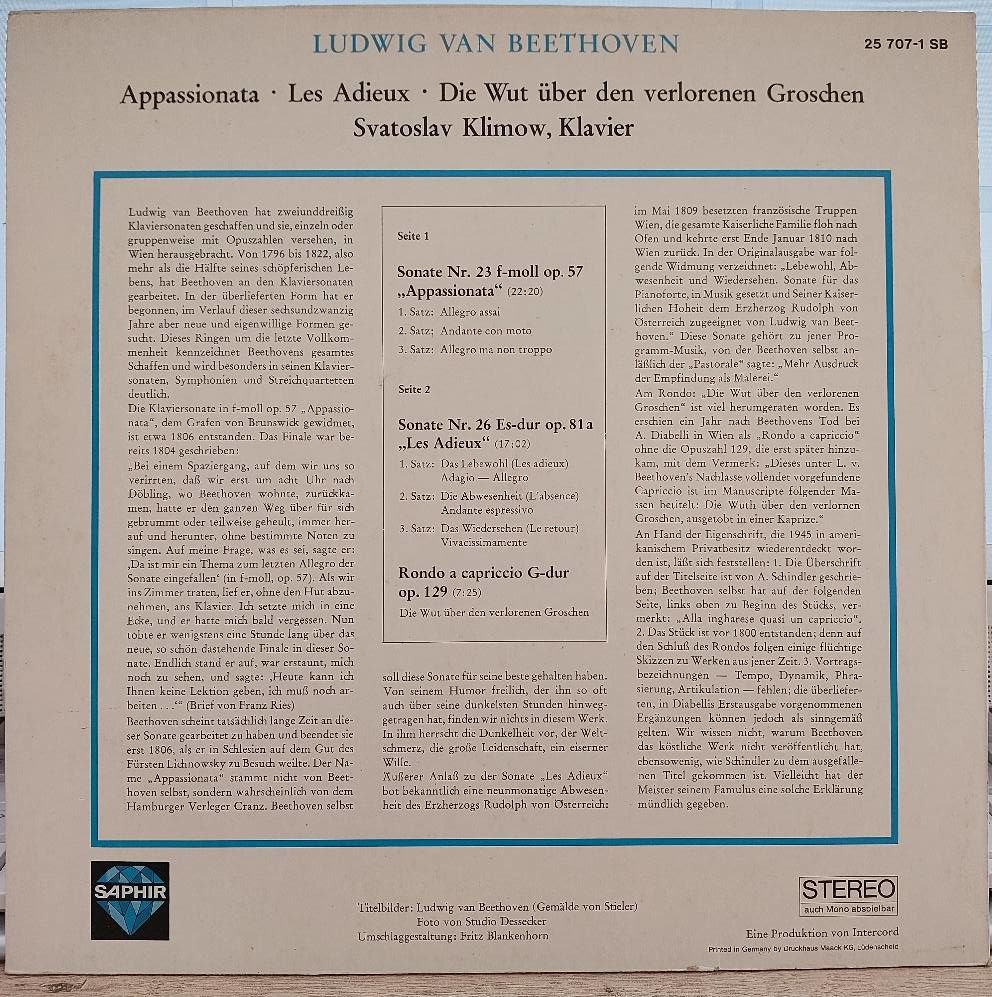 LUDWIG VAN BEETHOVEN
25 707-1 SB
Appassionata · Les Adieux · Die Wut über den verlorenen Groschen
Svatoslav Klimow, Klavier
Ludwig van Beethoven hat zweiunddreißig
Klaviersonaten geschaffen und sie, einzeln oder
gruppenweise mit Opuszahlen versehen, in
Wien herausgebracht. Von 1796 bis 1822, also
mehr als die Hälfte seines schöpferischen Le-
bens, hat Beethoven an den Klaviersonaten
gearbeitet. In der überlieferten Form hat er
begonnen, im Verlauf dieser sechsundzwanzig
Jahre aber neue und eigenwillige Formen ge-
sucht. Dieses Ringen um die letzte Vollkom-
menheit kennzeichnet Beethovens gesamtes
Schaffen und wird besonders in seinen Klavier-
sonaten, Symphonien und Streichquartetten
deutlich.
Die Klaviersonate in f-moll op. 57 „Appassio-
nata“, dem Grafen von Brunswick gewidmet,
ist etwa 1806 entstanden. Das Finale war be-
reits 1804 geschrieben:
„Bei einem Spaziergang, auf dem wir uns so
verirrten, daß wir erst um acht Uhr nach
Döbling, wo Beethoven wohnte, zurückka-
men, hatte er den ganzen Weg über für sich
gebrummt oder teilweise geheult, immer her-
auf und herunter, ohne bestimmte Noten zu
singen. Auf meine Frage, was es sei, sagte er:
‚Da ist mir ein Thema zum letzten Allegro der
Sonate eingefallen‘ (in f-moll, op. 57). Als wir
ins Zimmer traten, lief er, ohne den Hut abzu-
nehmen, ans Klavier. Ich setzte mich in eine
Ecke, und er hatte mich bald vergessen. Nun
tobte er wenigstens eine Stunde lang über das
neue, so schön dastehende Finale in dieser So-
nate. Endlich stand er auf, war erstaunt, mich
noch zu sehen, und sagte: ‚Heute kann ich
Ihnen keine Lektion geben, ich muß noch ar-
beiten . . .‘“ (Brief von Franz Ries)
Beethoven scheint tatsächlich lange Zeit an die-
ser Sonate gearbeitet zu haben und beendet sie
erst 1806, als er in Schlesien auf dem Gut des
Fürsten Lichnowsky zu Besuch weilte. Der Na-
me „Appassionata“ stammt nicht von Beet-
hoven selbst, sondern wahrscheinlich von dem
Hamburger Verleger Cranz. Beethoven selbst
Seite 1
Sonate Nr. 23 f-moll op. 57
„Appassionata“ (22:20)
1. Satz: Allegro assai
2. Satz: Andante con moto
3. Satz: Allegro ma non troppo
Seite 2
Sonate Nr. 26 Es-dur op. 81 a
„Les Adieux“ (17:02)
1. Satz: Das Lebewohl (Les adieux)
Adagio — Allegro
2. Satz: Die Abwesenheit (L'absence)
Andante espressivo
3. Satz: Das Wiedersehen (Le retour)
Vivacissimamente
Rondo a capriccio G-dur
op. 129 (7:25)
Die Wut über den verlorenen Groschen
soll diese Sonate für seine beste gehalten haben.
Von seinem Humor freilich, der ihn so oft
auch über seine dunkelsten Stunden hinweg-
getragen hat, finden wir nichts in diesem Werk.
In ihm herrscht die Dunkelheit vor, der Welt-
schmerz, die große Leidenschaft, ein eiserner
Wille.
Äußerer Anlaß zu der Sonate „Les Adieux“
bot bekanntlich eine neunmonatige Abwesen-
heit des Erzherzogs Rudolph von Österreich:
im Mai 1809 besetzten französische Truppen
Wien, die gesamte Kaiserliche Familie floh nach
Ofen und kehrte erst Ende Januar 1810 nach
Wien zurück. In der Originalausgabe war fol-
gende Widmung verzeichnet: „Lebewohl, Ab-
wesenheit und Wiedersehen. Sonate für das
Pianoforte, in Musik gesetzt und Seiner Kaiser-
lichen Hoheit dem Erzherzog Rudolph von
Österreich zugeeignet von Ludwig van Beet-
hoven.“ Diese Sonate gehört zu jener Pro-
gramm-Musik, von der Beethoven selbst an-
läßlich der „Pastorale“ sagte: „Mehr Ausdruck
der Empfindung als Malerei.“
Am Rondo: „Die Wut über den verlorenen
Groschen“ ist viel herumgeraten worden. Es
erschien ein Jahr nach Beethovens Tod bei
A. Diabelli in Wien als „Rondo a capriccio“
ohne die Opuszahl 129, die erst später hinzu-
kam, mit dem Vermerk: „Dieses unter L. v.
Beethoven's Nachlasse vollendet vorgefundene
Capriccio ist im Manuscripte folgender Ma-
ssen betitelt: Die Wuth über den verlornen
Groschen, ausgetobt in einer Kaprize.“
An Hand der Eigenschrift, die 1945 in ameri-
kanischem Privatbesitz wiederentdeckt wor-
den ist, läßt sich feststellen: 1. Die Überschrift
auf der Titelseite ist von A. Schindler geschrie-
ben; Beethoven selbst hat auf der folgenden
Seite, links oben zu Beginn des Stücks, ver-
merkt: „Alla ingharese quasi un capriccio“.
2. Das Stück ist vor 1800 entstanden; denn auf
den Schluß des Rondos folgen einige flüchtige
Skizzen zu Werken aus jener Zeit. 3. Vortrags-
bezeichnungen — Tempo, Dynamik, Phra-
sierung, Artikulation — fehlen; die überliefer-
ten, in Diabellis Erstausgabe vorgenommenen
Ergänzungen können jedoch als sinngemäß
gelten. Wir wissen nicht, warum Beethoven
das köstliche Werk nicht veröffentlicht hat,
ebensowenig, wie Schindler zu dem ausgefalle-
nen Titel gekommen ist. Vielleicht hat der
Meister seinem Famulus eine solche Erklärung
mündlich gegeben.
SAPHIR
Titelbilder: Ludwig van Beethoven (Gemälde von Stieler)
Foto von Studio Dessecker
Umschlaggestaltung: Fritz Blankenhorn
STEREO
auch Mono abspielbar
Eine Produktion von Intercord
Printed in Germany by Druckhaus Maack KG, Lüdenscheid